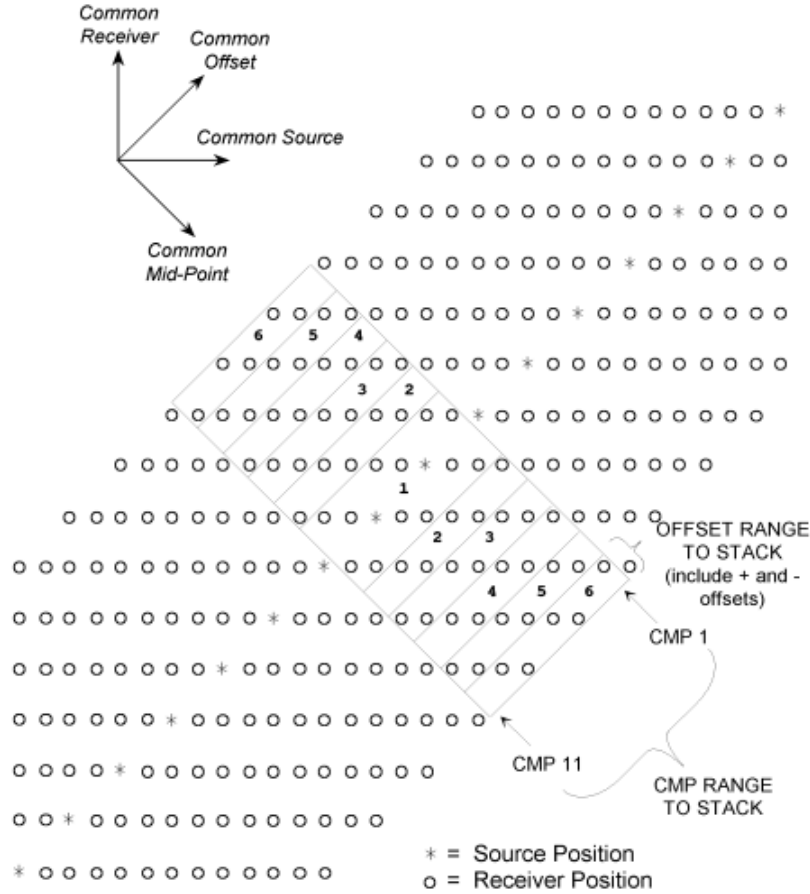 Common
Receiver
Common
Offset
Common Source
Common
Mid-Point
6 5 4
3 2
1
2 3
4 5 6
OFFSET RANGE
TO STACK
(include + and -
offsets)
CMP 1
CMP 11
CMP RANGE
TO STACK
* = Source Position
o = Receiver Position